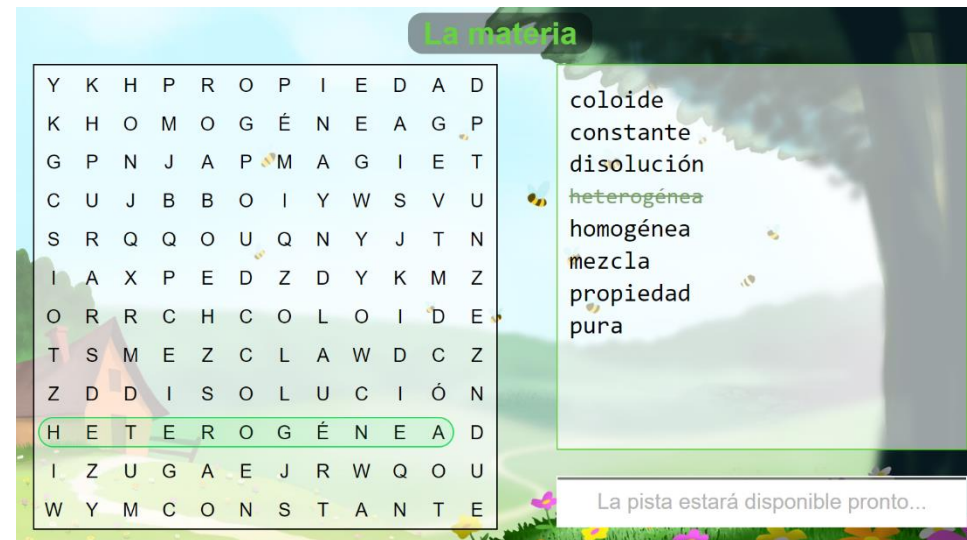 La materia
Y K H P R O P I E D A D
K H O M O G É N E A G P
G P N J A P M A G I E T
C U J B B O I Y W S V U
S R Q Q O U Q N Y J T N
I A X P E D Z D Y K M Z
O R R C H C O L O I D E
T S M E Z C L A W D C Z
Z D D I S O L U C I Ó N
H E T E R O G É N E A D
I Z U G A E J R W Q O U
W Y M C O N S T A N T E
coloide
constante
disolución
heterogénea
homogénea
mezcla
propiedad
pura
La pista estará disponible pronto...